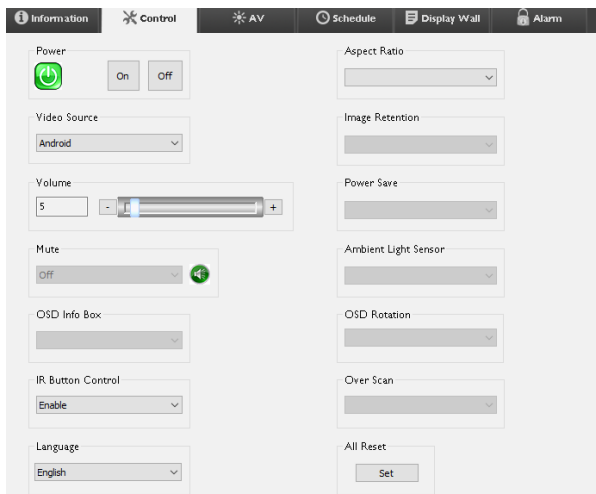 Information
Control
AV
Schedule
Display Wall
Alarm
Power
On
Off
Video Source
Android
Volume
5
-
+
Mute
Off
OSD Info Box
IR Button Control
Enable
Language
English
Aspect Ratio
Image Retention
Power Save
Ambient Light Sensor
OSD Rotation
Over Scan
All Reset
Set